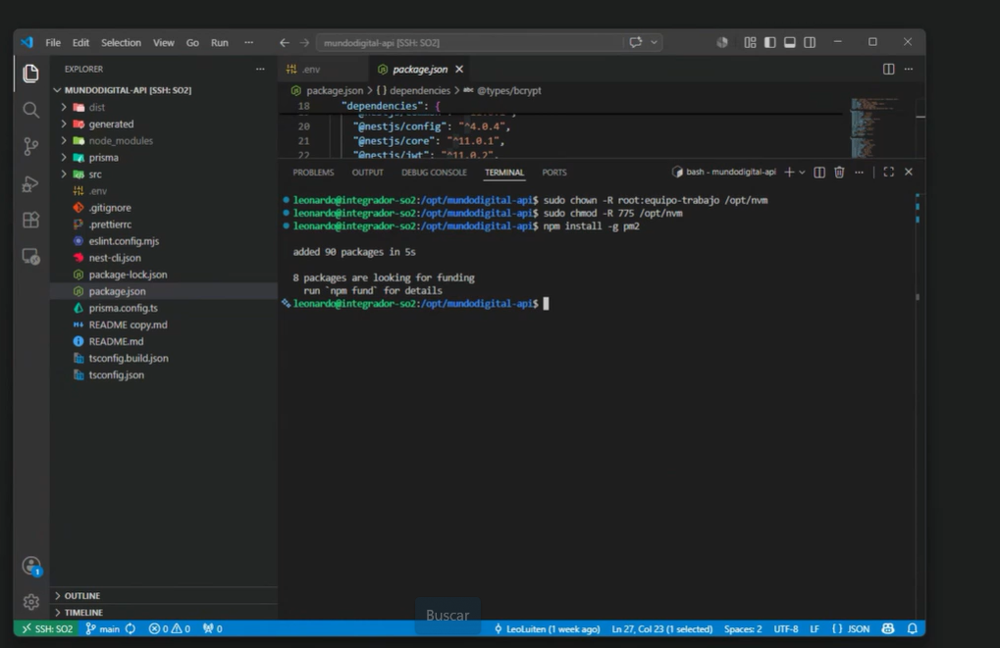 File Edit Selection View Go Run ··· mundodigital-api [SSH: SO2]
EXPLORER ···
MUNDODIGITAL-API [SSH: SO2]
dist
generated
node_modules
prisma
src
.env
.gitignore
.prettierrc
eslint.config.mjs
nest-cli.json
package-lock.json
package.json
prisma.config.ts
README copy.md
README.md
tsconfig.build.json
tsconfig.json
OUTLINE
TIMELINE
.env package.json
package.json > { } dependencies > @types/bcrypt
18 "dependencies": {
20 "@nestjs/config": "^4.0.4",
21 "@nestjs/core": "^11.0.1",
22 "@nestjs/jwt": "^11.0.2",
PROBLEMS OUTPUT DEBUG CONSOLE TERMINAL PORTS bash - mundodigital-api
leonardo@integrador-so2:/opt/mundodigital-api$ sudo chown -R root:equipo-trabajo /opt/nvm
leonardo@integrador-so2:/opt/mundodigital-api$ sudo chmod -R 775 /opt/nvm
leonardo@integrador-so2:/opt/mundodigital-api$ npm install -g pm2
added 90 packages in 5s
8 packages are looking for funding
run `npm fund` for details
leonardo@integrador-so2:/opt/mundodigital-api$
Buscar
1
SSH: SO2 main 0 0 0 LeoLuiten (1 week ago) Ln 27, Col 23 (1 selected) Spaces: 2 UTF-8 LF { } JSON